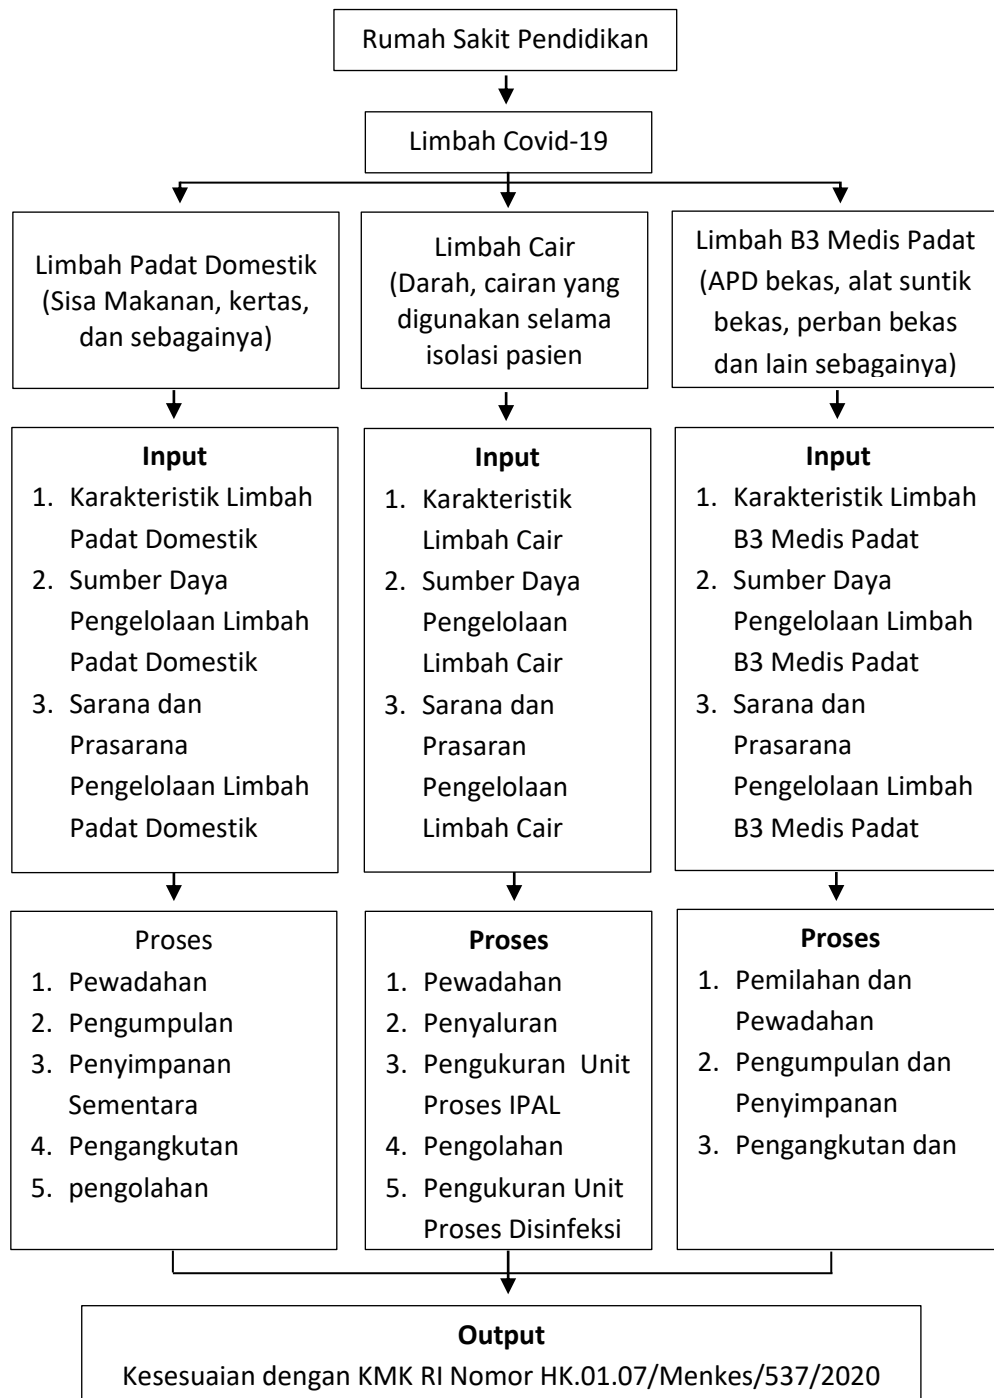 Rumah Sakit Pendidikan
Limbah Covid-19
Limbah Padat Domestik
(Sisa Makanan, kertas,
dan sebagainya)
Limbah Cair
(Darah, cairan yang
digunakan selama
isolasi pasien
Limbah B3 Medis Padat
(APD bekas, alat suntik
bekas, perban bekas
dan lain sebagainya)
Input
1. Karakteristik Limbah
Padat Domestik
2. Sumber Daya
Pengelolaan Limbah
Padat Domestik
3. Sarana dan
Prasarana
Pengelolaan Limbah
Padat Domestik
Input
1. Karakteristik
Limbah Cair
2. Sumber Daya
Pengelolaan
Limbah Cair
3. Sarana dan
Prasaran
Pengelolaan
Limbah Cair
Input
1. Karakteristik Limbah
B3 Medis Padat
2. Sumber Daya
Pengelolaan Limbah
B3 Medis Padat
3. Sarana dan
Prasarana
Pengelolaan Limbah
B3 Medis Padat
Proses
1. Pewadahan
2. Pengumpulan
3. Penyimpanan
Sementara
4. Pengangkutan
5. pengolahan
Proses
1. Pewadahan
2. Penyaluran
3. Pengukuran Unit
Proses IPAL
4. Pengolahan
5. Pengukuran Unit
Proses Disinfeksi
Proses
1. Pemilahan dan
Pewadahan
2. Pengumpulan dan
Penyimpanan
3. Pengangkutan dan
Output
Kesesuaian dengan KMK RI Nomor HK.01.07/Menkes/537/2020